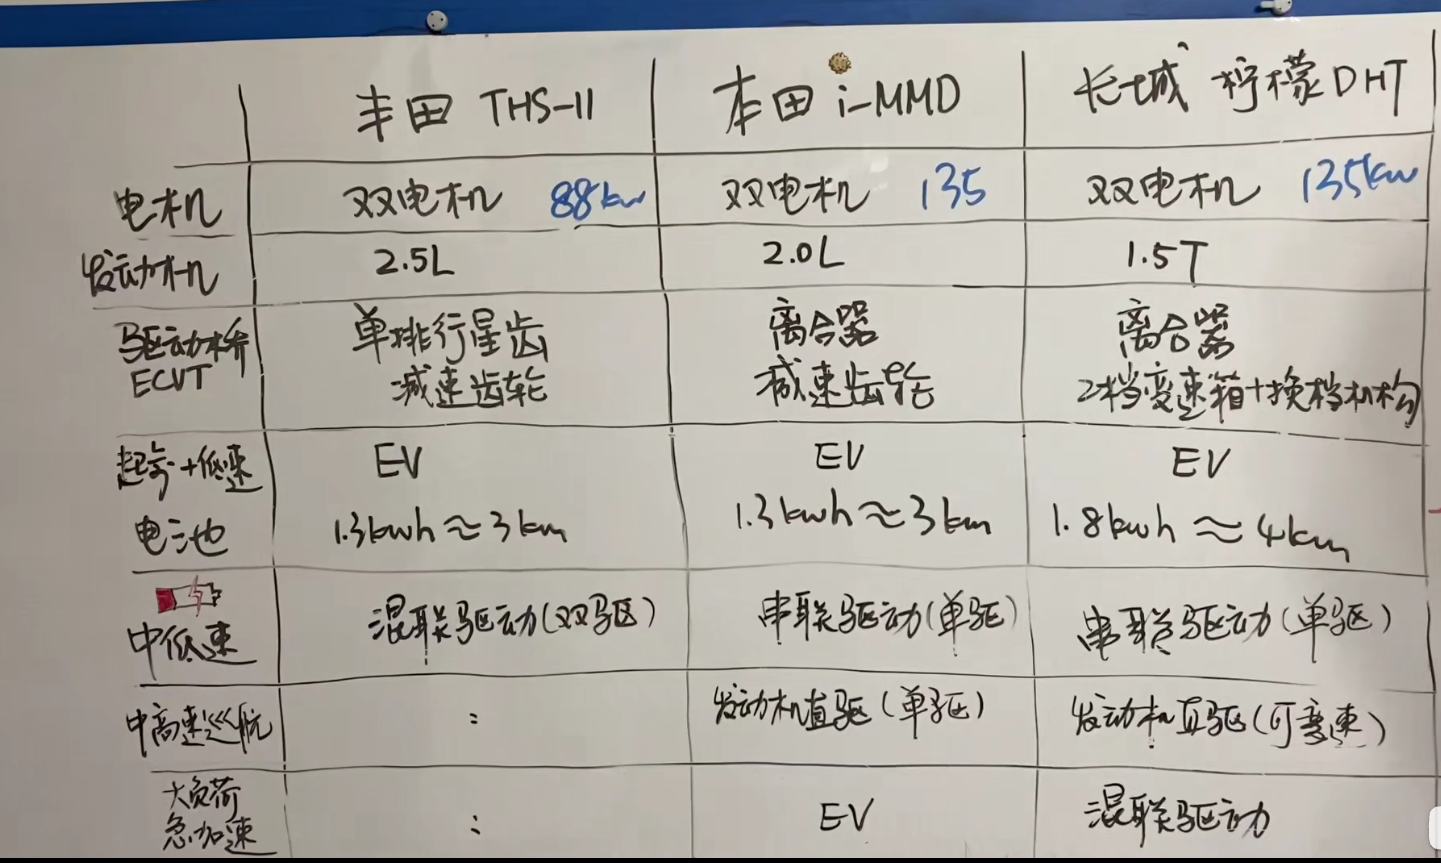 丰田 THS-II 本田 i-MMD 长城 柠檬DHT
电机 双电机 88kw 双电机 135 双电机 135kw
发动机 2.5L 2.0L 1.5T
驱动桥 单排行星齿 离合器 离合器
ECVT 减速齿轮 减速齿轮 2档变速箱+换档机构
起步+低速 EV EV EV
电池 1.3kwh≈3km 1.3kwh≈3km 1.8kwh≈4km
中低速 混联驱动(双驱) 串联驱动(单驱) 串联驱动(单驱)
中高速巡航 : 发动机直驱(单驱) 发动机直驱(可变速)
大负荷
急加速 : EV 混联驱动